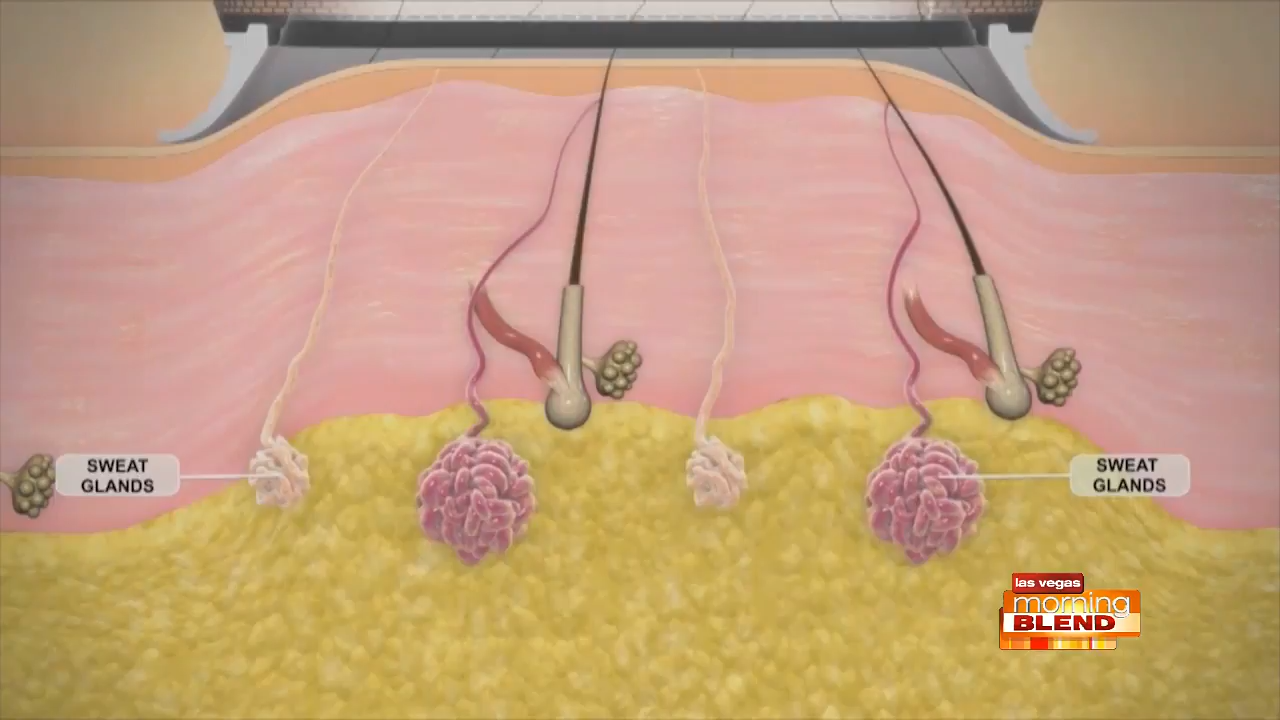 SWEAT
GLANDS
SWEAT
GLANDS
las vegas
morning
BLEND